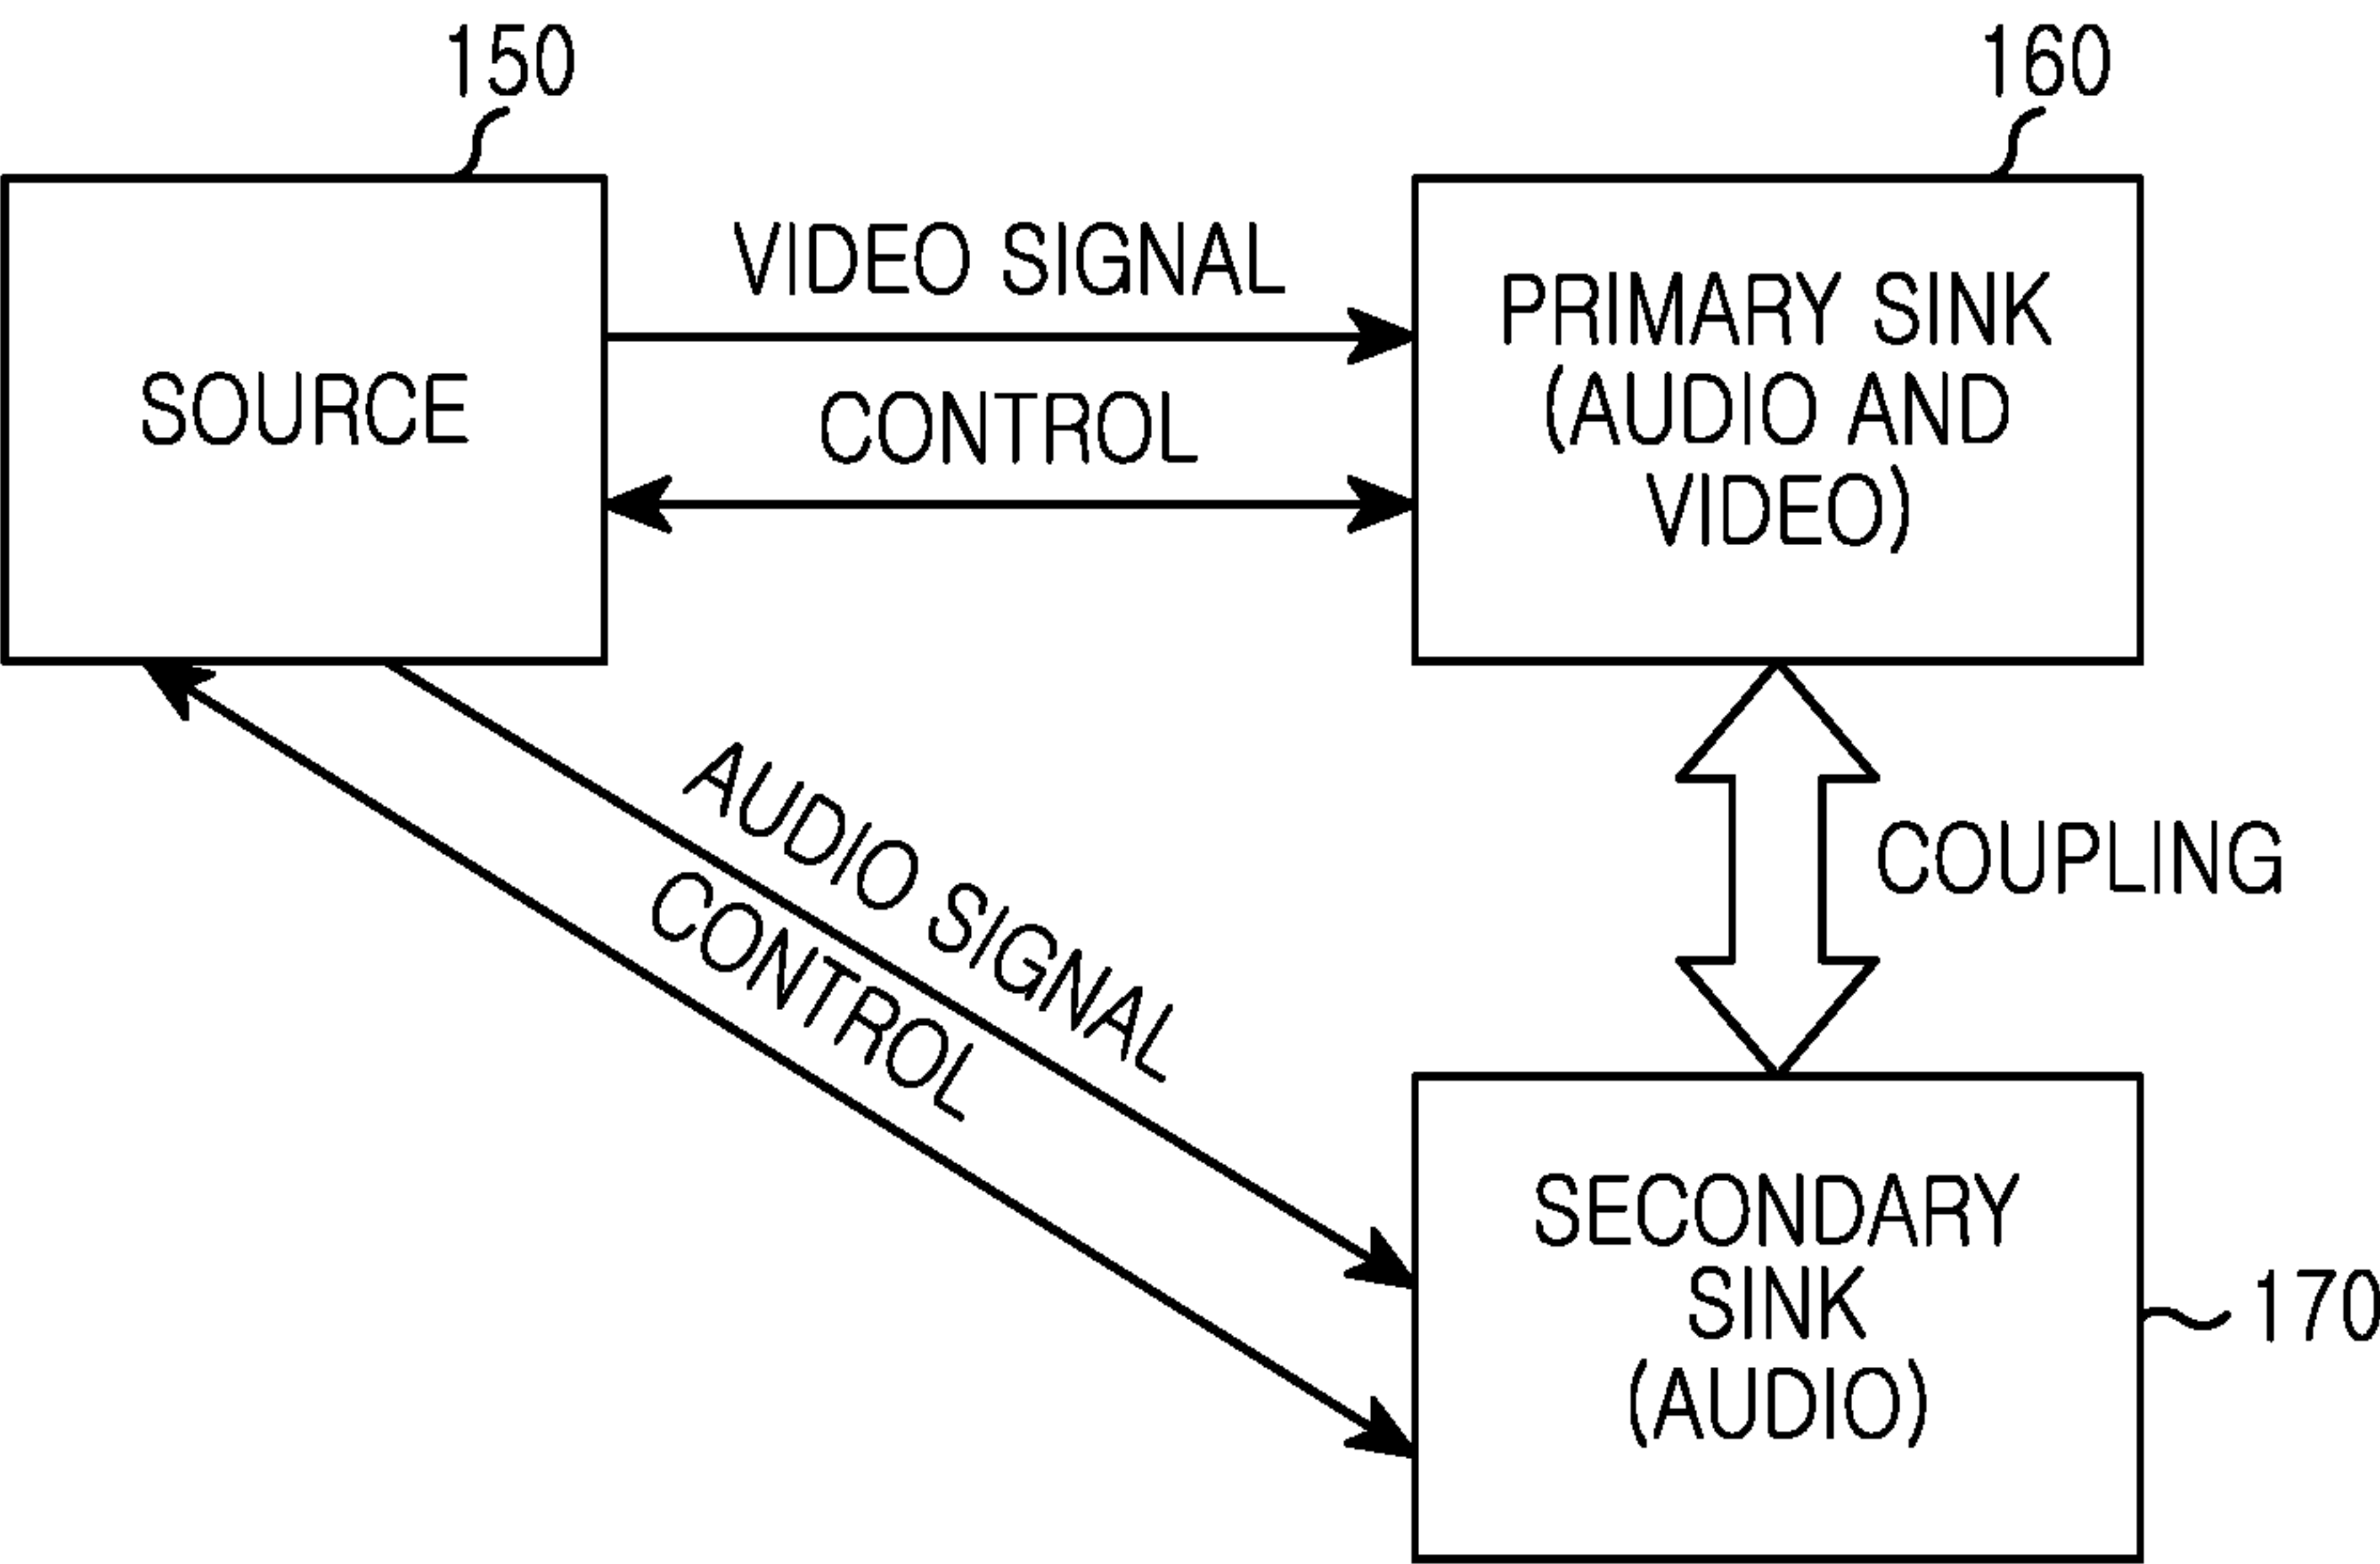 150
160
SOURCE
VIDEO SIGNAL
CONTROL
PRIMARY SINK
(AUDIO AND
VIDEO)
AUDIO SIGNAL
CONTROL
COUPLING
SECONDARY
SINK
(AUDIO)
170